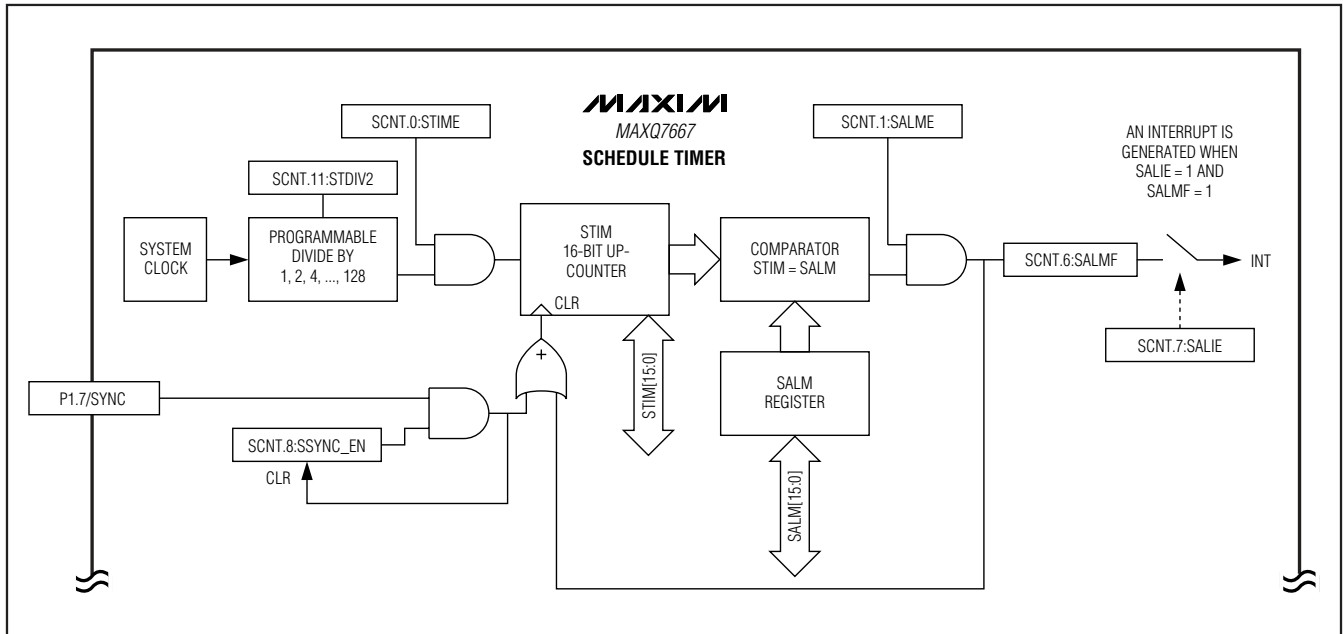 MAXIM
MAXQ7667
SCHEDULE TIMER
SCNT.0:STIME
SCNT.1:SALME
AN INTERRUPT IS
GENERATED WHEN
SALIE = 1 AND
SALMF = 1
SCNT.11:STDIV2
SYSTEM
CLOCK
PROGRAMMABLE
DIVIDE BY
1, 2, 4, ..., 128
STIM
16-BIT UP-
COUNTER
CLR
COMPARATOR
STIM = SALM
SCNT.6:SALMF
INT
SCNT.7:SALIE
+
STIM[15:0]
SALM
REGISTER
P1.7/SYNC
SCNT.8:SSYNC_EN
CLR
SALM[15:0]